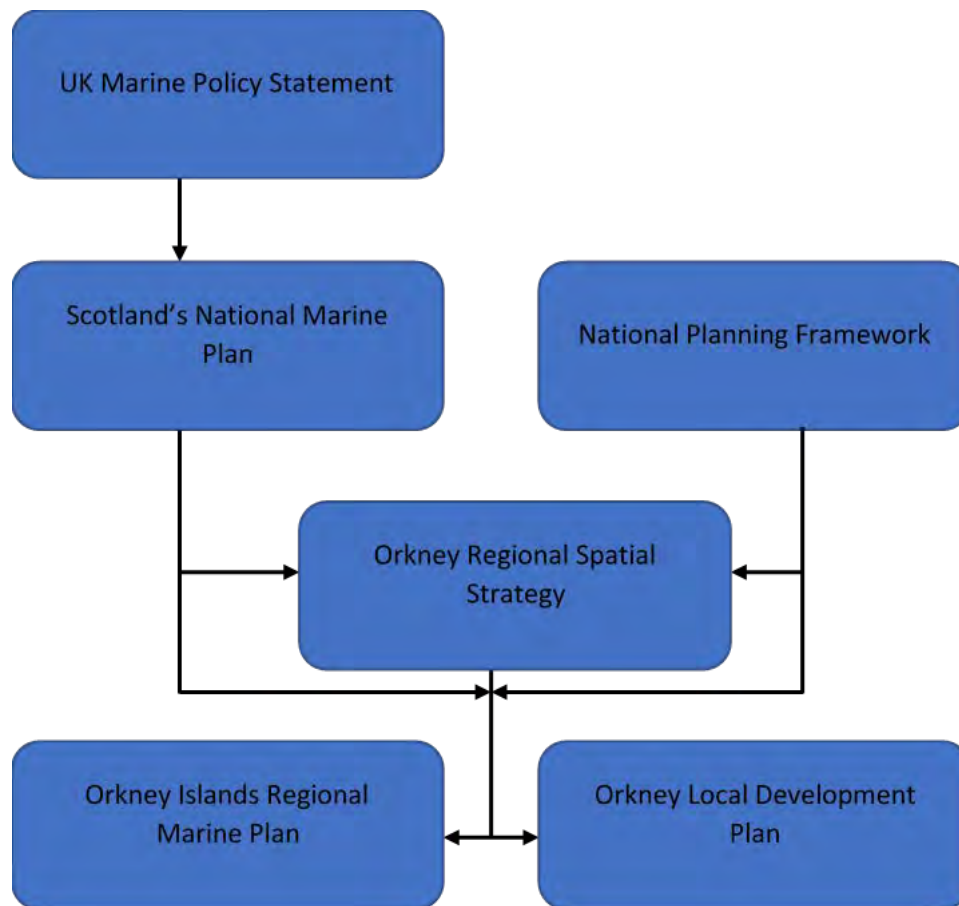 UK Marine Policy Statement
Scotland’s National Marine
Plan
National Planning Framework
Orkney Regional Spatial
Strategy
Orkney Islands Regional
Marine Plan
Orkney Local Development
Plan